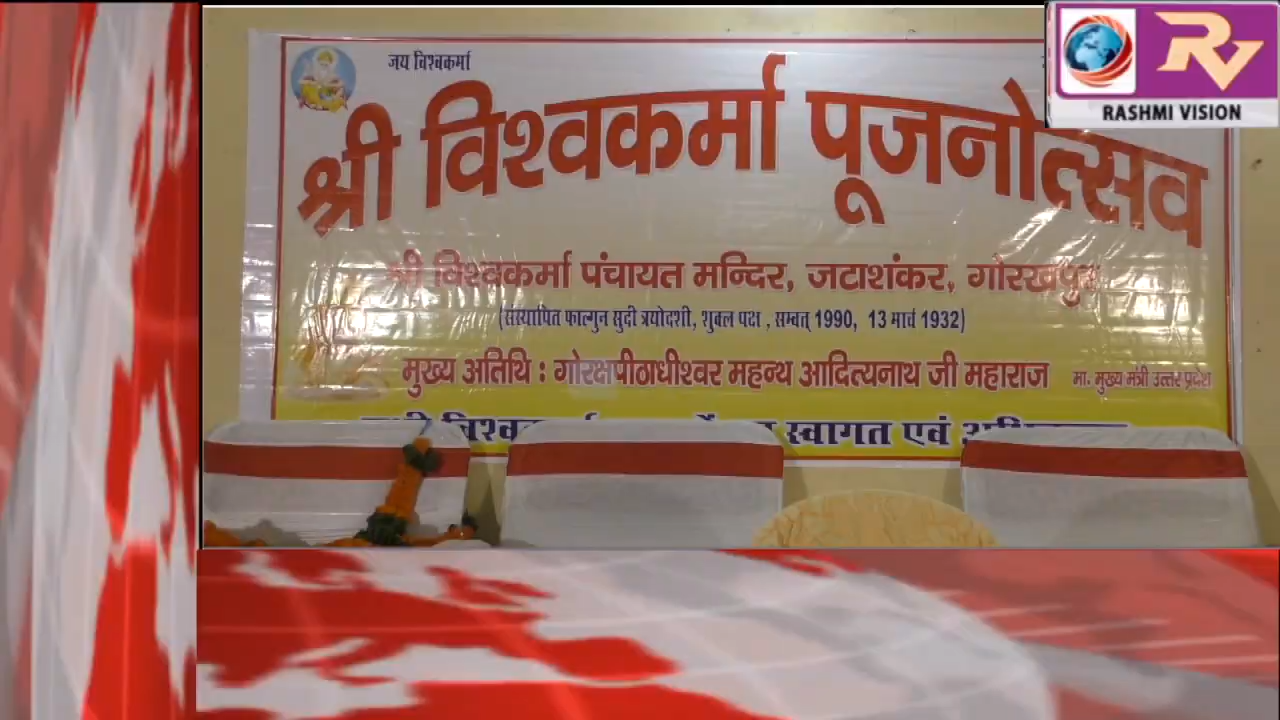 जय विश्वकर्मा
RV
RASHMI VISION
श्री विश्वकर्मा पूजनोत्सव
श्री विश्वकर्मा पंचायत मन्दिर, जटाशंकर, गोरखपुर
(संस्थापित फाल्गुन सुदी त्रयोदशी, शुक्ल पक्ष , सम्वत् 1990, 13 मार्च 1932)
मुख्य अतिथि : गोरक्षपीठाधीश्वर महन्थ आदित्यनाथ जी महाराज मा. मुख्य मंत्री उत्तर प्रदेश
स्वागत एवं